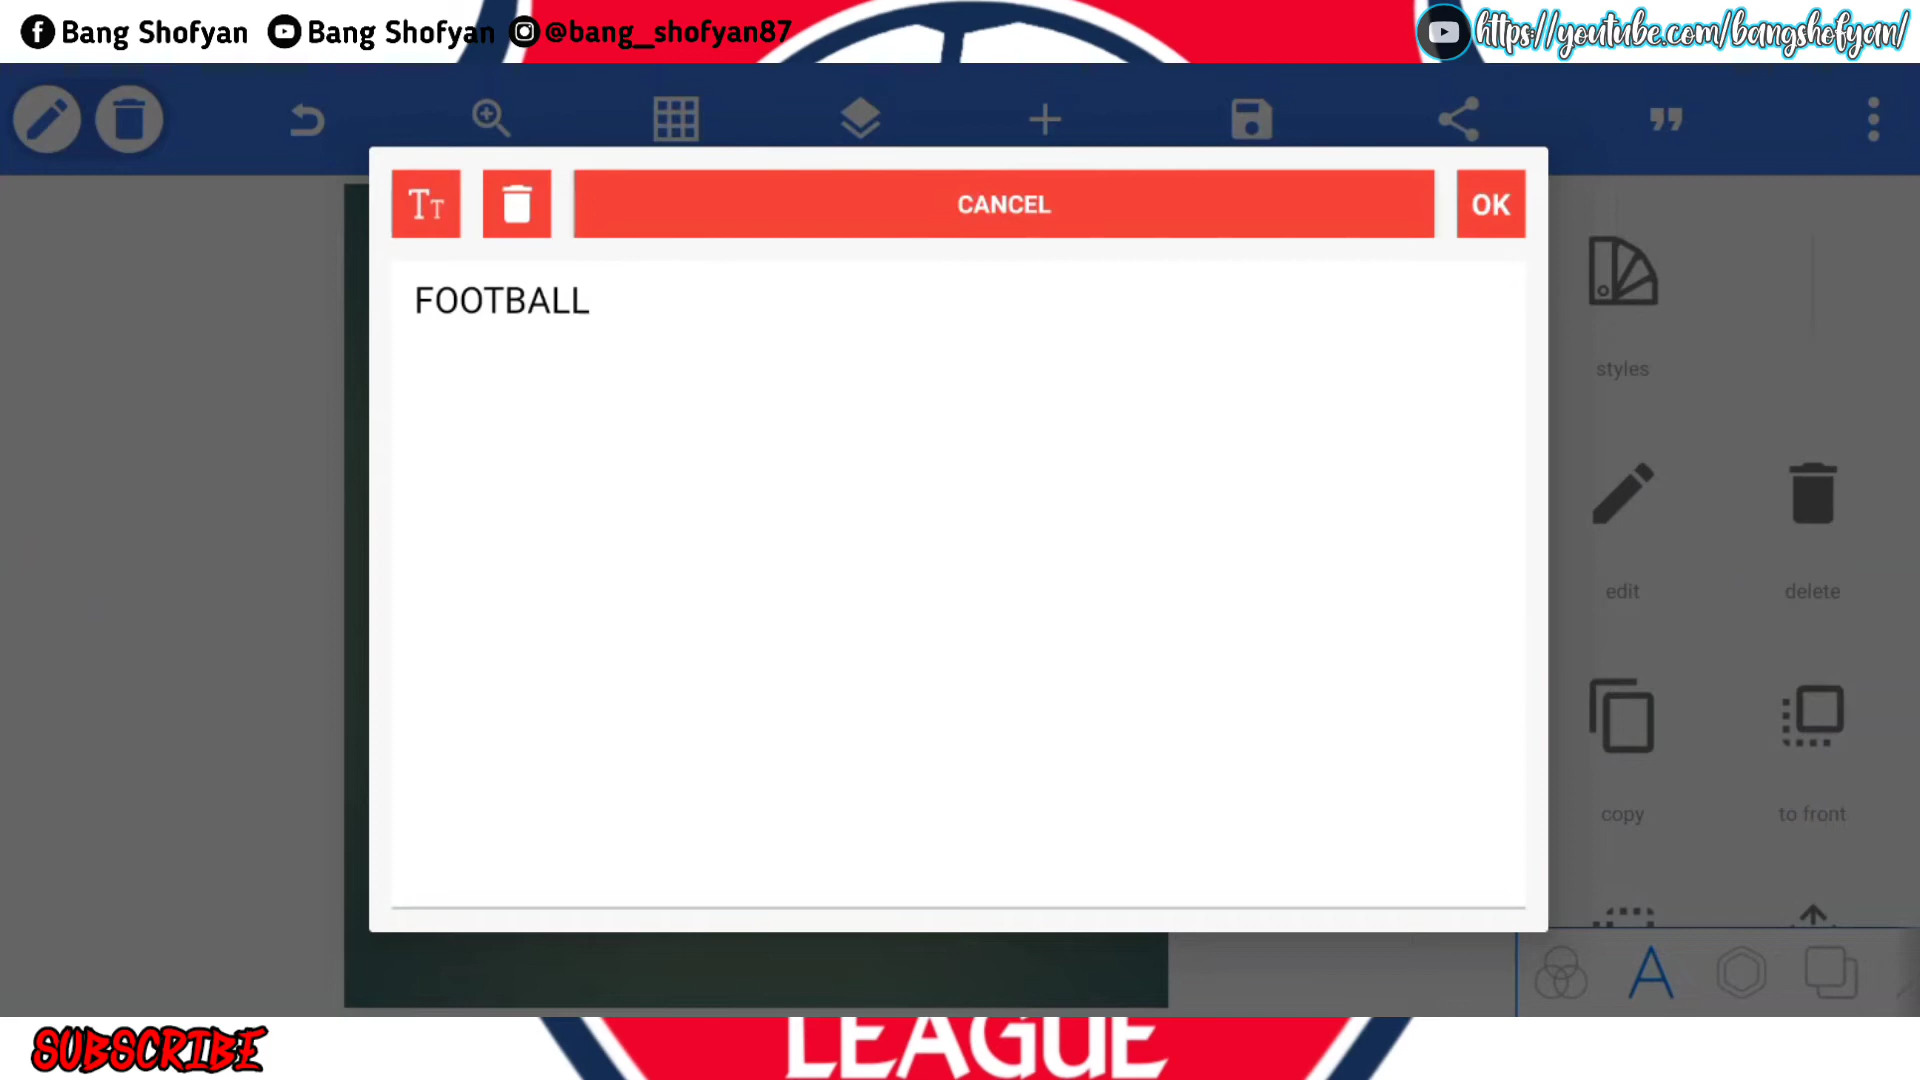 Bang Shofyan Bang Shofyan @bang_shofyan87 https://youtube.com/bangshofyan/
CANCEL OK
FOOTBALL
styles
edit delete
copy to front
LEAGUE
SUBSCRIBE